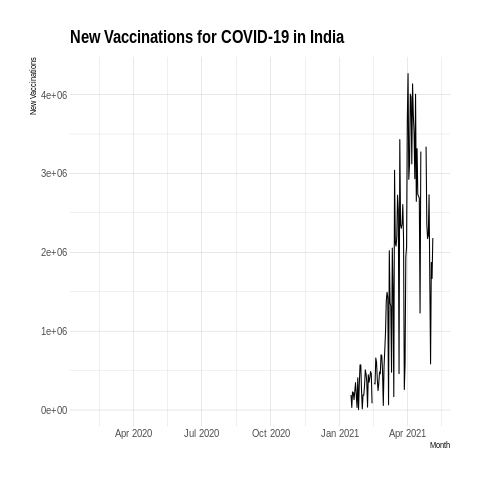 New Vaccinations for COVID-19 in India
New Vaccinations
4e+06
3e+06
2e+06
1e+06
0e+00
Apr 2020 Jul 2020 Oct 2020 Jan 2021 Apr 2021
Month